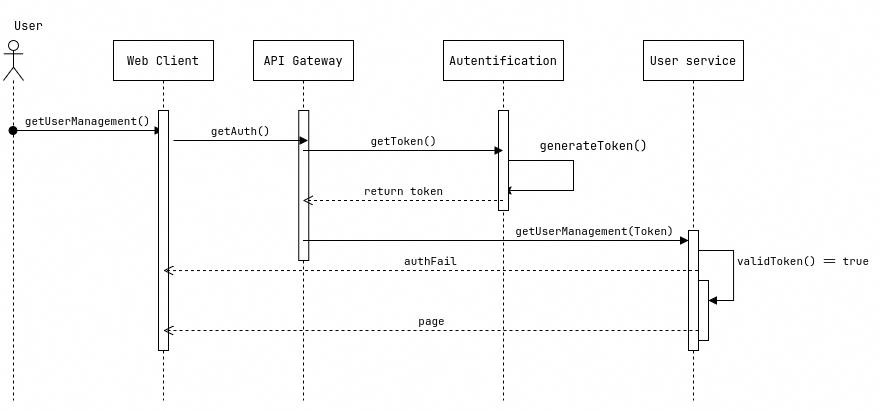 User
Web Client
API Gateway
Autentification
User service
getUserManagement()
getAuth()
getToken()
generateToken()
return token
getUserManagement(Token)
authFail
validToken() == true
page